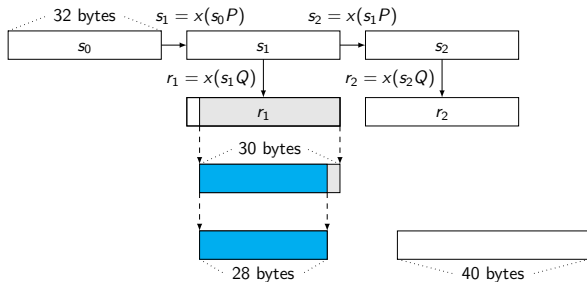 32 bytes s₁ = x(s₀P) s₂ = x(s₁P)
s₀ s₁ s₂
r₁ = x(s₁Q) r₂ = x(s₂Q)
r₁ r₂
30 bytes
28 bytes 40 bytes